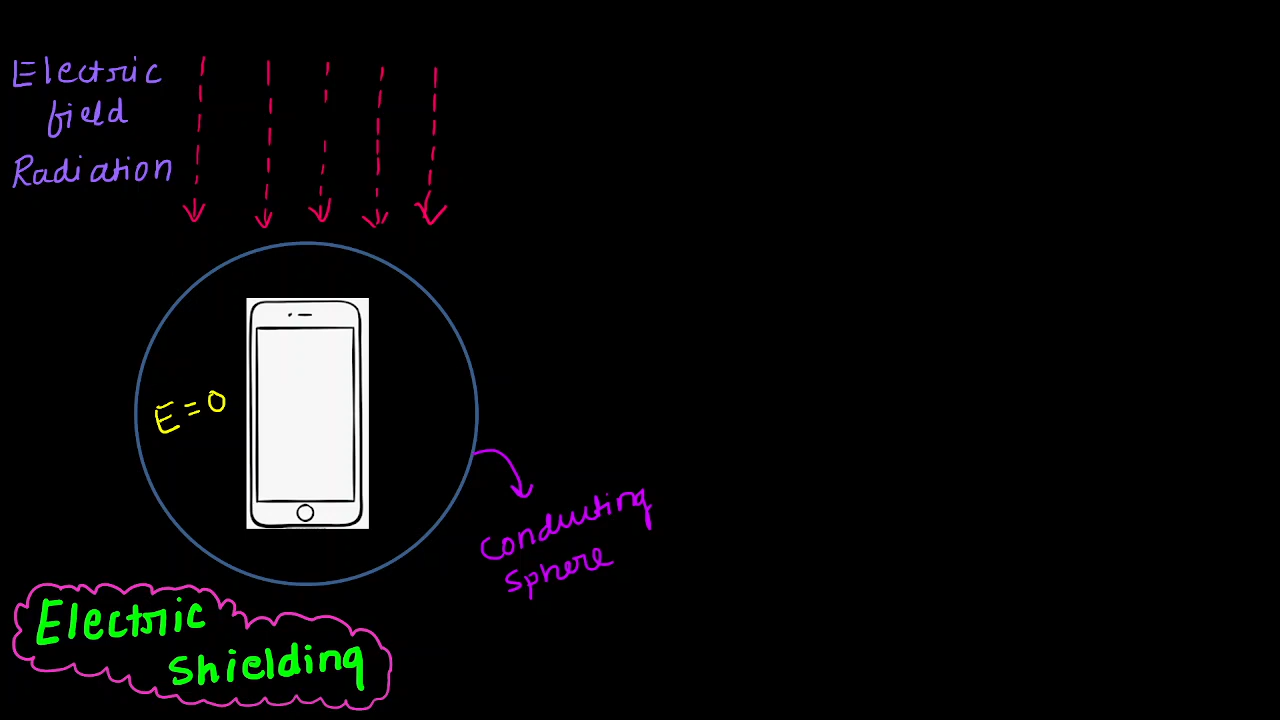 Electric
field
Radiation
E=0
Conducting
Sphere
Electric
Shielding